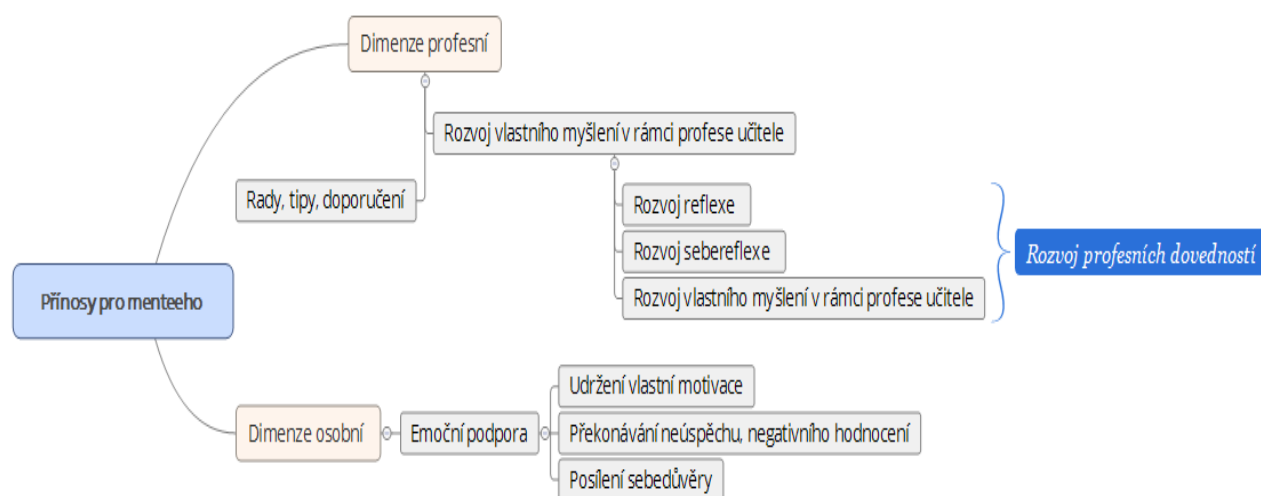 Dimenze profesní
Rozvoj vlastního myšlení v rámci profese učitele
Rady, tipy, doporučení
Rozvoj reflexe
Rozvoj sebereflexe
Rozvoj vlastního myšlení v rámci profese učitele
Rozvoj profesních dovedností
Přínosy pro menteeho
Dimenze osobní
Emoční podpora
Udržení vlastní motivace
Překonávání neúspěchu, negativního hodnocení
Posílení sebedůvěry